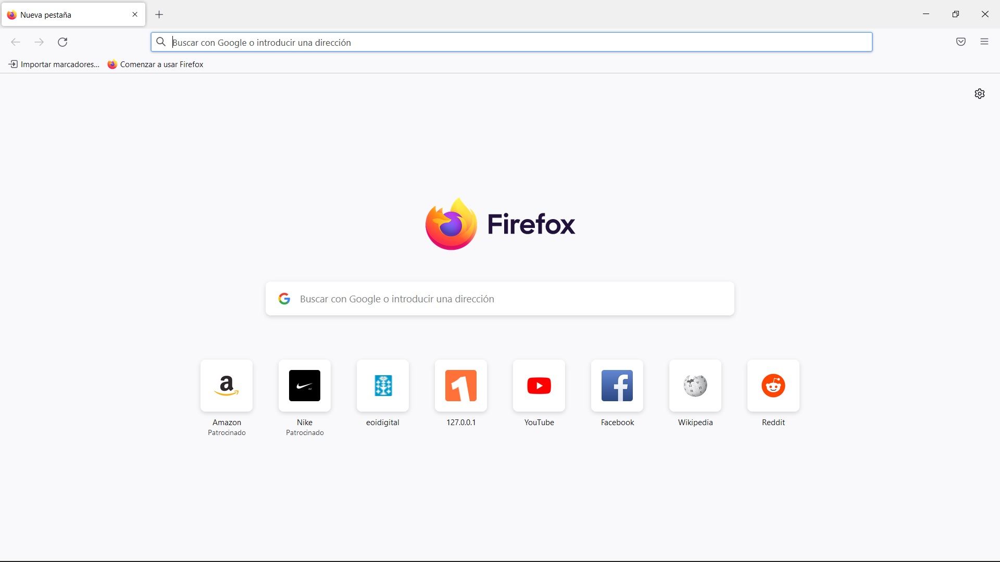 Nueva pestaña
Buscar con Google o introducir una dirección
Importar marcadores... Comenzar a usar Firefox
Firefox
Buscar con Google o introducir una dirección
Amazon Nike eoidigital 127.0.0.1 YouTube Facebook Wikipedia Reddit
Patrocinado Patrocinado